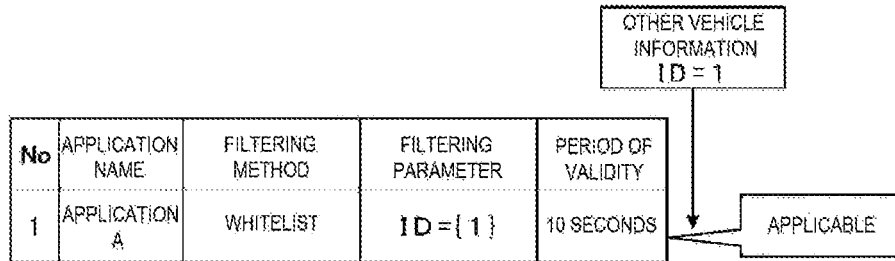 OTHER VEHICLE
INFORMATION
ID = 1
No APPLICATION NAME FILTERING METHOD FILTERING PARAMETER PERIOD OF VALIDITY
1 APPLICATION A WHITELIST ID={1} 10 SECONDS APPLICABLE